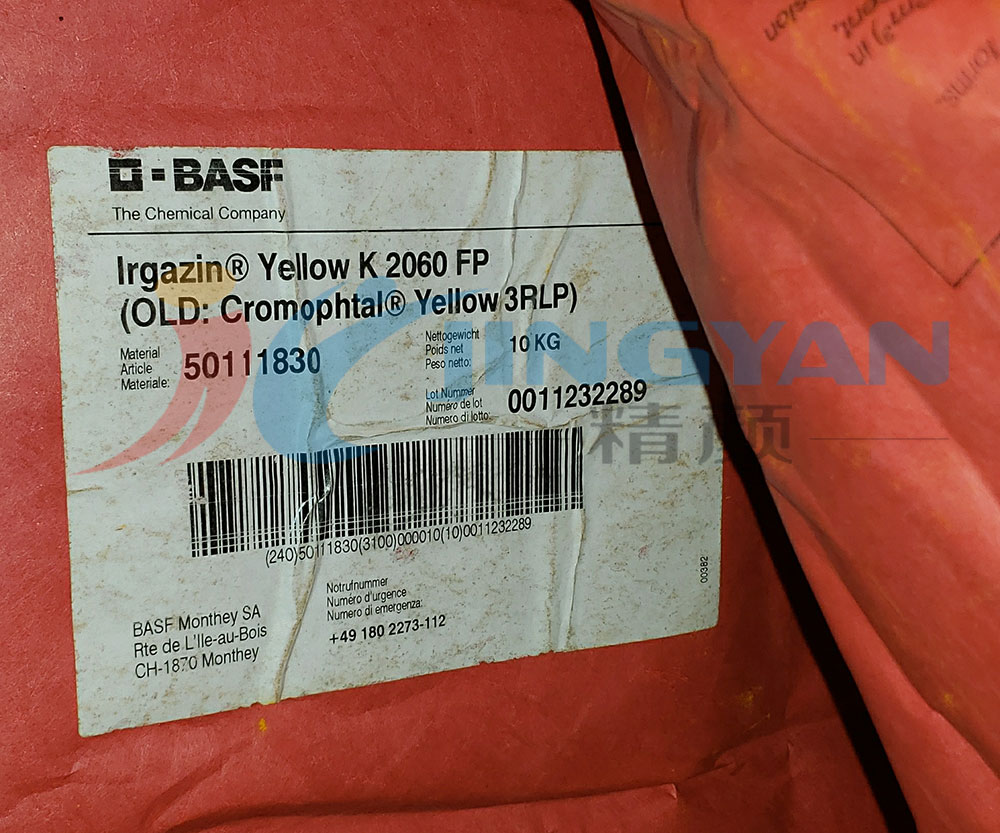 BASF
The Chemical Company
Irgazin® Yellow K 2060 FP
(OLD: Cromophtal® Yellow 3RLP)
Material
Article
Materiale:
50111830
Nettogewicht
Poids net
Peso netto:
10 KG
Lot Nummer
Numéro de lot
Numero di lotto:
0011232289
(240)50111830(3100)000010(10)0011232289
BASF Monthey SA
Rte de L'Ile-au-Bois
CH-1870 Monthey
Notrufnummer
Numéro d'urgence
Numero di emergenza:
+49 180 2273-112
00382
JINGYAN
精颜